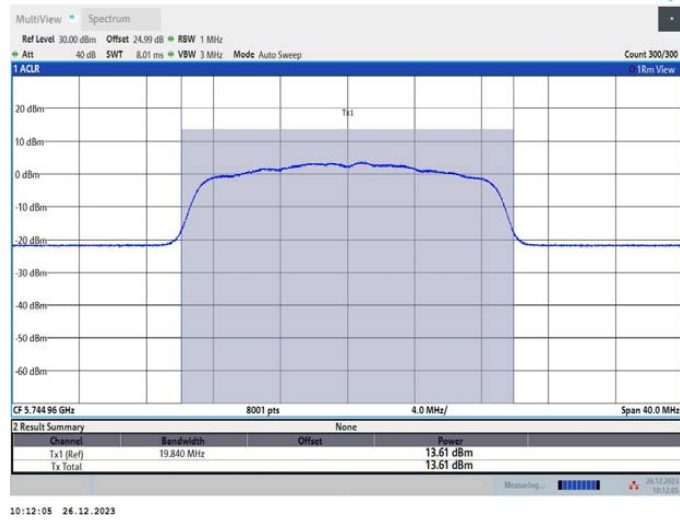 MultiView Spectrum
Ref Level 30.00 dBm Offset 24.99 dB RBW 1 MHz
Att 40 dB SWT 8.01 ms VBW 3 MHz Mode Auto Sweep Count 300/300
1 ACLR 1Rm View
Tx1
20 dBm
10 dBm
0 dBm
-10 dBm
-20 dBm
-30 dBm
-40 dBm
-50 dBm
-60 dBm
CF 5.744 96 GHz 8001 pts 4.0 MHz/ Span 40.0 MHz
2 Result Summary None
Channel Bandwidth Offset Power
Tx1 (Ref) 19.840 MHz 13.61 dBm
Tx Total 13.61 dBm
Measuring... 26.12.2023
10:12:05
10:12:05 26.12.2023